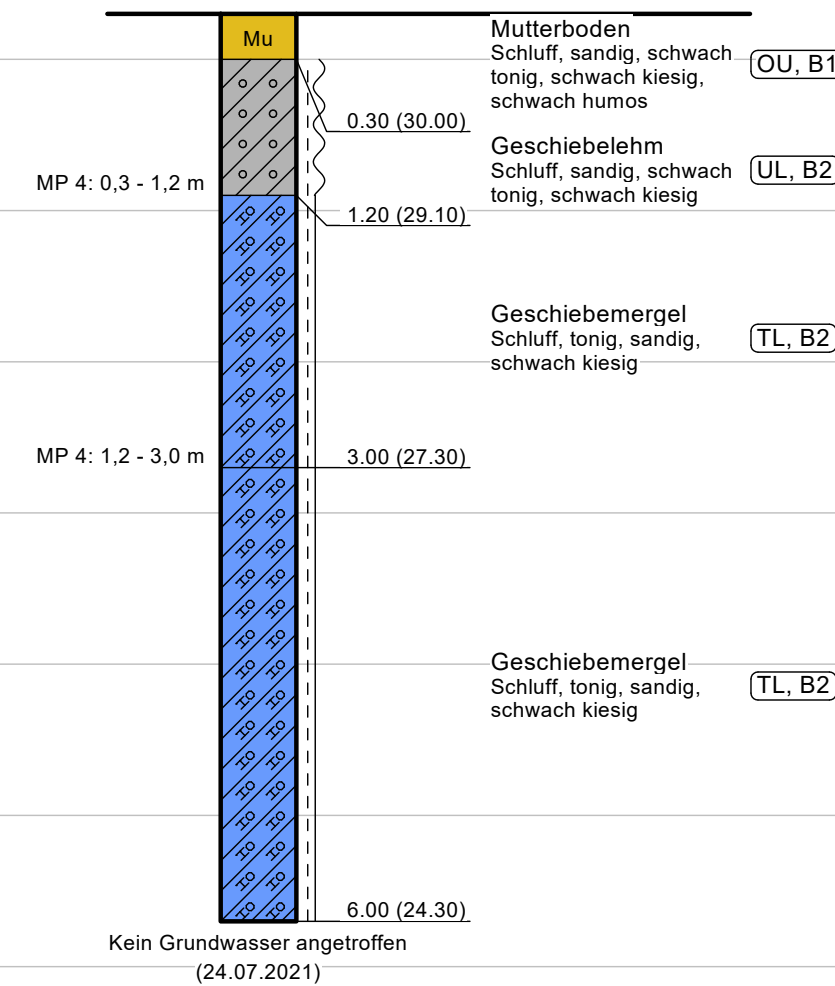 Mu
Mutterboden
Schluff, sandig, schwach
tonig, schwach kiesig,
schwach humos
OU, B1
0.30 (30.00)
Geschiebelehm
Schluff, sandig, schwach
tonig, schwach kiesig
UL, B2
MP 4: 0,3 - 1,2 m
1.20 (29.10)
Geschiebemergel
Schluff, tonig, sandig,
schwach kiesig
TL, B2
MP 4: 1,2 - 3,0 m
3.00 (27.30)
Geschiebemergel
Schluff, tonig, sandig,
schwach kiesig
TL, B2
6.00 (24.30)
Kein Grundwasser angetroffen
(24.07.2021)